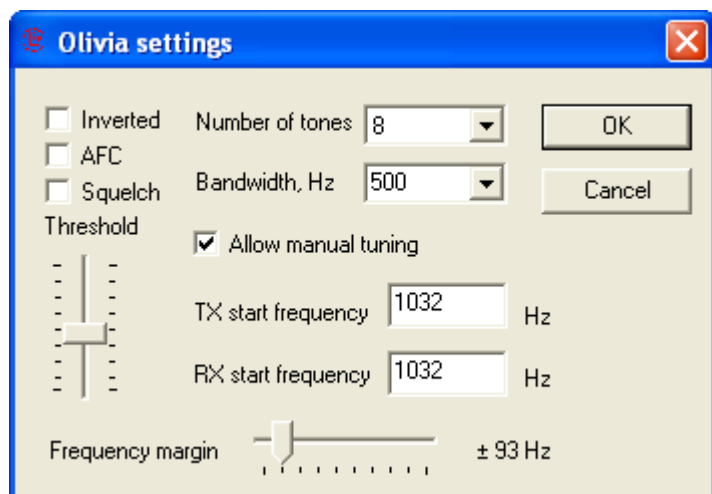 Olivia settings
Inverted
AFC
Squelch
Threshold
Number of tones 8
Bandwidth, Hz 500
OK
Cancel
Allow manual tuning
TX start frequency 1032 Hz
RX start frequency 1032 Hz
Frequency margin ± 93 Hz